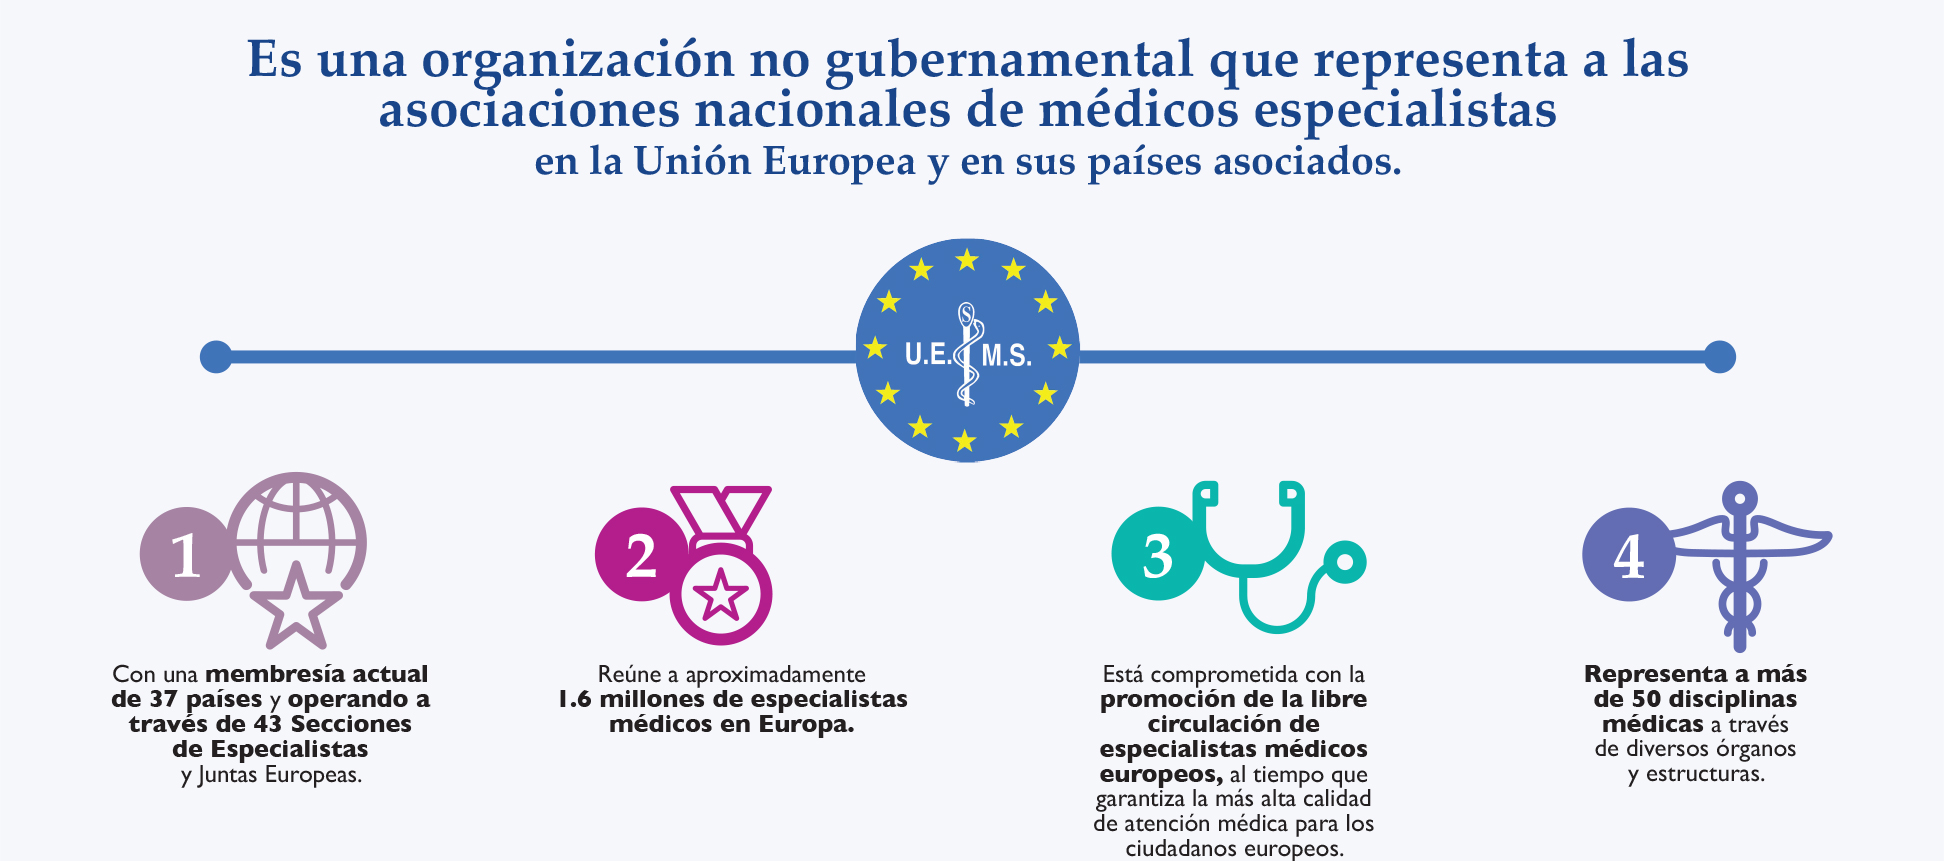 Es una organización no gubernamental que representa a las
asociaciones nacionales de médicos especialistas
en la Unión Europea y en sus países asociados.
S
U.E. M.S.
1
Con una membresía actual
de 37 países y operando a
través de 43 Secciones
de Especialistas
y Juntas Europeas.
2
Reúne a aproximadamente
1.6 millones de especialistas
médicos en Europa.
3
Está comprometida con la
promoción de la libre
circulación de
especialistas médicos
europeos, al tiempo que
garantiza la más alta calidad
de atención médica para los
ciudadanos europeos.
4
Representa a más
de 50 disciplinas
médicas a través
de diversos órganos
y estructuras.